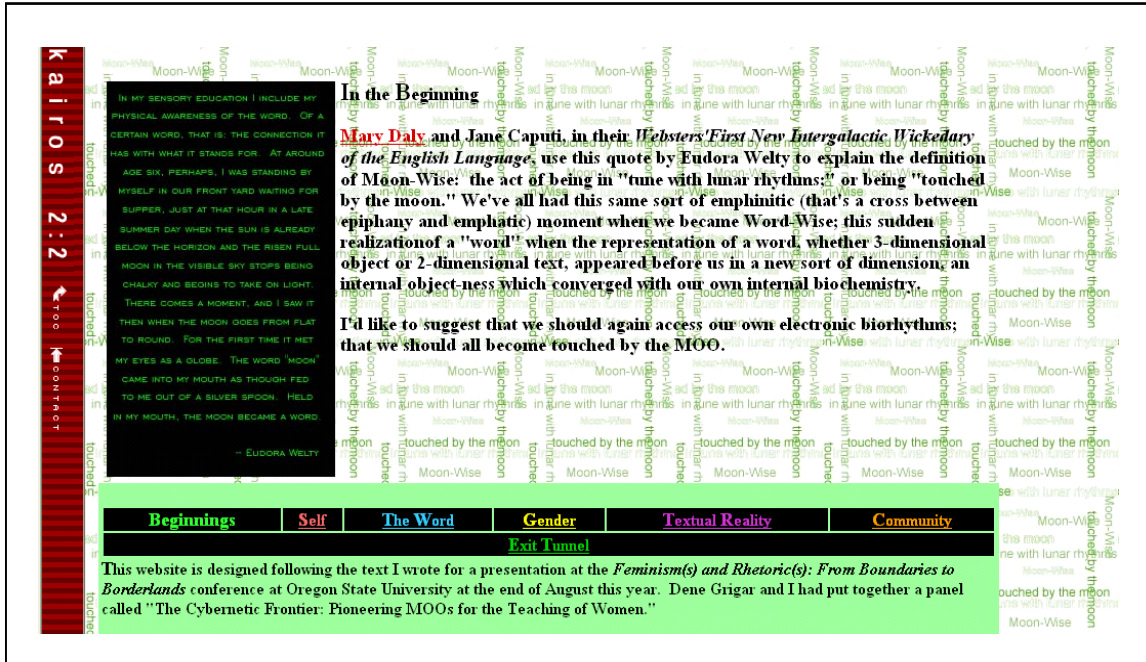 kairos 2:2
TOC
CONTACT
In my sensory education I include my
physical awareness of the word. Of a
certain word, that is: the connection it
has with what it stands for. At around
age six, perhaps, I was standing by
myself in our front yard waiting for
supper, just at that hour in a late
summer day when the sun is already
below the horizon and the risen full
moon in the visible sky stops being
chalky and begins to take on light.
There comes a moment, and I saw it
then when the moon goes from flat
to round. For the first time it met
my eyes as a globe. The word "moon"
came into my mouth as though fed
to me out of a silver spoon. Held
in my mouth, the moon became a word.
– Eudora Welty
In the Beginning
Mary Daly and Jane Caputi, in their Websters'First New Intergalactic Wickedary
of the English Language, use this quote by Eudora Welty to explain the definition
of Moon-Wise: the act of being in "tune with lunar rhythms;" or being "touched
by the moon." We've all had this same sort of emphinitic (that's a cross between
epiphany and emphatic) moment when we became Word-Wise; this sudden
realizationof a "word" when the representation of a word, whether 3-dimensional
object or 2-dimensional text, appeared before us in a new sort of dimension, an
internal object-ness which converged with our own internal biochemistry.
I'd like to suggest that we should again access our own electronic biorhythms;
that we should all become touched by the MOO.
Beginnings Self The Word Gender Textual Reality Community
Exit Tunnel
This website is designed following the text I wrote for a presentation at the Feminism(s) and Rhetoric(s): From Boundaries to
Borderlands conference at Oregon State University at the end of August this year. Dene Grigar and I had put together a panel
called "The Cybernetic Frontier: Pioneering MOOs for the Teaching of Women."
Moon-Wise
touched by the moon
in tune with lunar rhythms